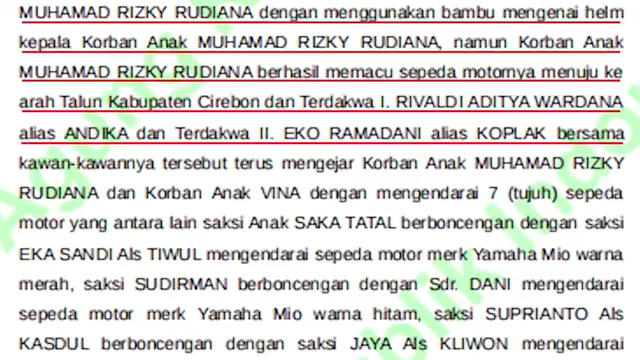 MUHAMAD RIZKY RUDIANA dengan menggunakan bambu mengenai helm
kepala Korban Anak MUHAMAD RIZKY RUDIANA, namun Korban Anak
MUHAMAD RIZKY RUDIANA berhasil memacu sepeda motornya menuju ke
arah Talun Kabupaten Cirebon dan Terdakwa I. RIVALDI ADITYA WARDANA
alias ANDIKA dan Terdakwa II. EKO RAMADANI alias KOPLAK bersama
kawan-kawannya tersebut terus mengejar Korban Anak MUHAMAD RIZKY
RUDIANA dan Korban Anak VINA dengan mengendarai 7 (tujuh) sepeda
motor yang antara lain saksi Anak SAKA TATAL berboncengan dengan saksi
EKA SANDI Als TIWUL mengendarai sepeda motor merk Yamaha Mio warna
merah, saksi SUDIRMAN berboncengan dengan Sdr. DANI mengendarai
sepeda motor merk Yamaha Mio warna hitam, saksi SUPRIANTO Als
KASDUL berboncengan dengan saksi JAYA Als KLIWON mengendarai
Agung